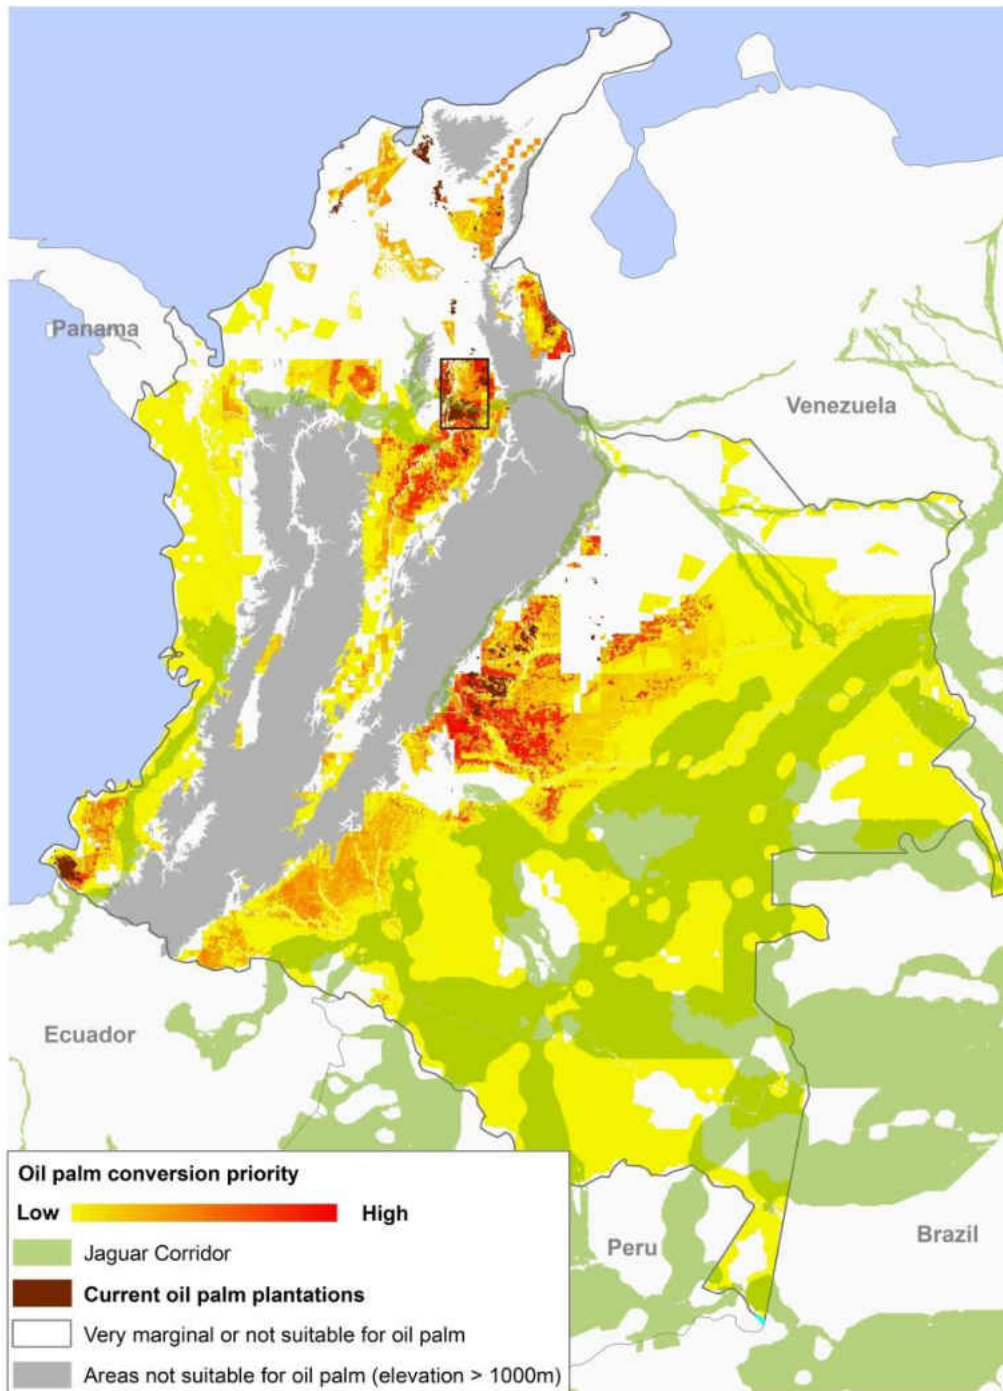 Panama
Venezuela
Ecuador
Peru
Brazil
Oil palm conversion priority
Low High
Jaguar Corridor
Current oil palm plantations
Very marginal or not suitable for oil palm
Areas not suitable for oil palm (elevation > 1000m)